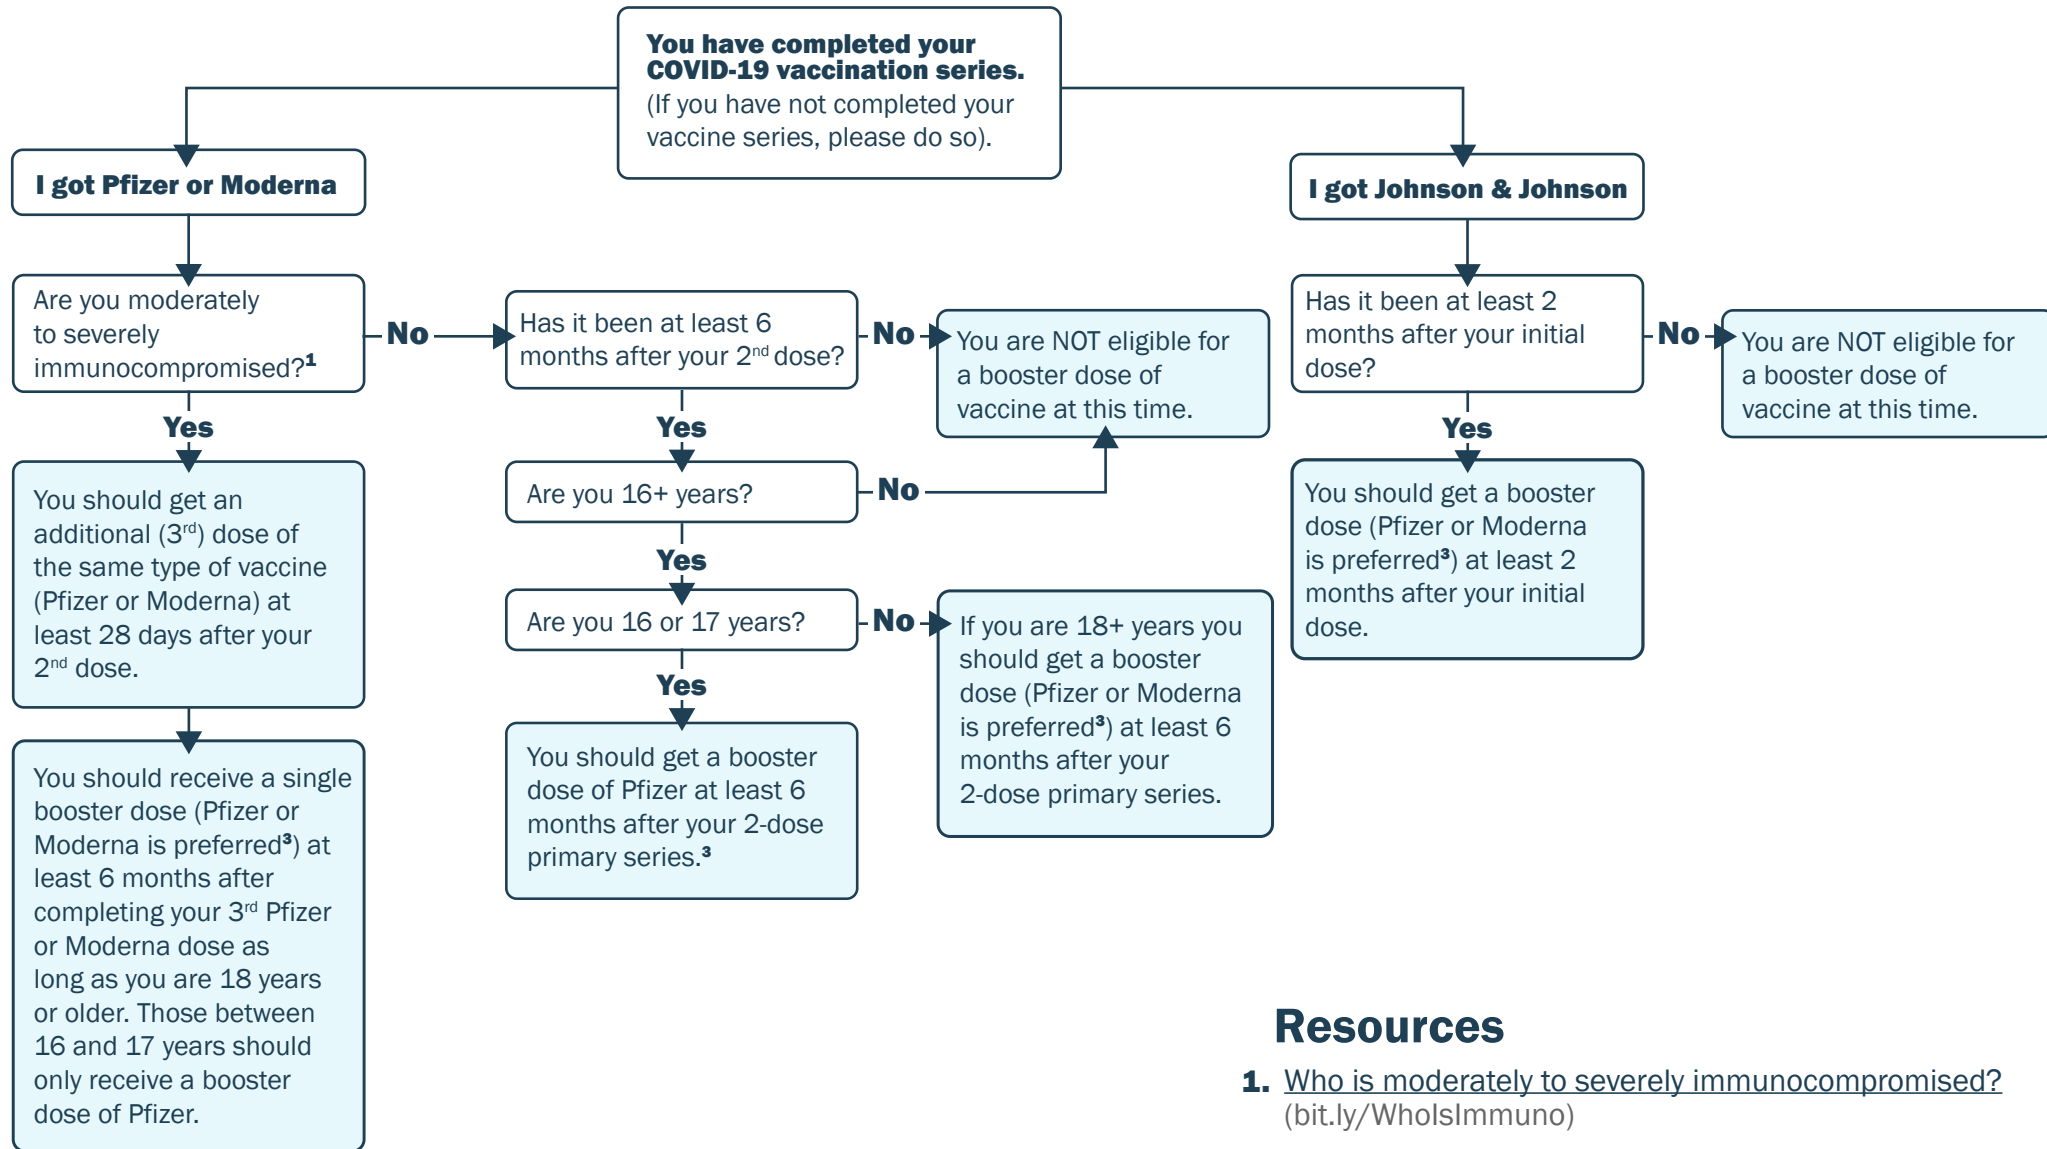 You have completed your
COVID-19 vaccination series.
(If you have not completed your
vaccine series, please do so).
I got Pfizer or Moderna
I got Johnson & Johnson
Are you moderately
to severely
immunocompromised?1
No
Has it been at least 6
months after your 2nd dose?
No
You are NOT eligible for
a booster dose of
vaccine at this time.
Has it been at least 2
months after your initial
dose?
No
You are NOT eligible for
a booster dose of
vaccine at this time.
Yes
Yes
Yes
You should get an
additional (3rd) dose of
the same type of vaccine
(Pfizer or Moderna) at
least 28 days after your
2nd dose.
Are you 16+ years?
No
You should get a booster
dose (Pfizer or Moderna
is preferred3) at least 2
months after your initial
dose.
Yes
Are you 16 or 17 years?
No
If you are 18+ years you
should get a booster
dose (Pfizer or Moderna
is preferred3) at least 6
months after your
2-dose primary series.
Yes
You should get a booster
dose of Pfizer at least 6
months after your 2-dose
primary series.3
You should receive a single
booster dose (Pfizer or
Moderna is preferred3) at
least 6 months after
completing your 3rd Pfizer
or Moderna dose as
long as you are 18 years
or older. Those between
16 and 17 years should
only receive a booster
dose of Pfizer.
Resources
1. Who is moderately to severely immunocompromised?
(bit.ly/WhoIsImmuno)